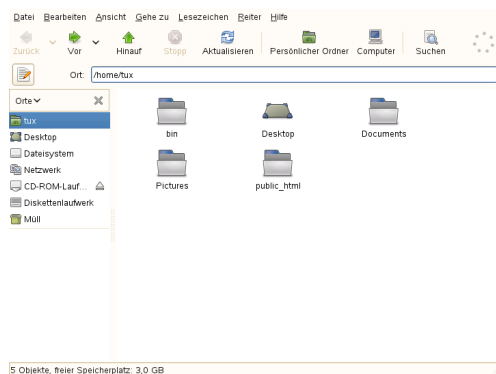 Datei Bearbeiten Ansicht Gehe zu Lesezeichen Reiter Hilfe
Zurück Vor Hinauf Stopp Aktualisieren Persönlicher Ordner Computer Suchen
Ort: /home/tux
Orte
tux
Desktop
Dateisystem
Netzwerk
CD-ROM-Lauf...
Diskettenlaufwerk
Müll
bin Desktop Documents
Pictures public_html
5 Objekte, freier Speicherplatz: 3,0 GB